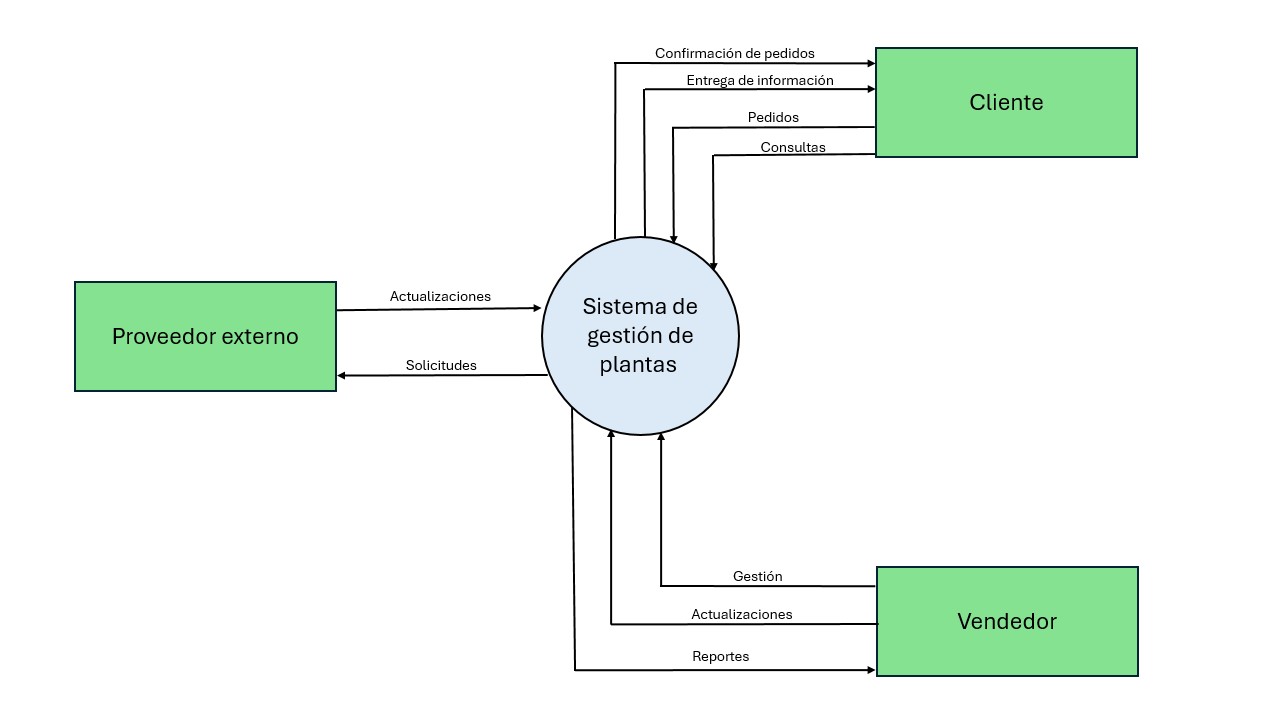 Confirmación de pedidos
Entrega de información
Cliente
Pedidos
Consultas
Actualizaciones
Proveedor externo
Solicitudes
Sistema de
gestión de
plantas
Gestión
Actualizaciones
Vendedor
Reportes